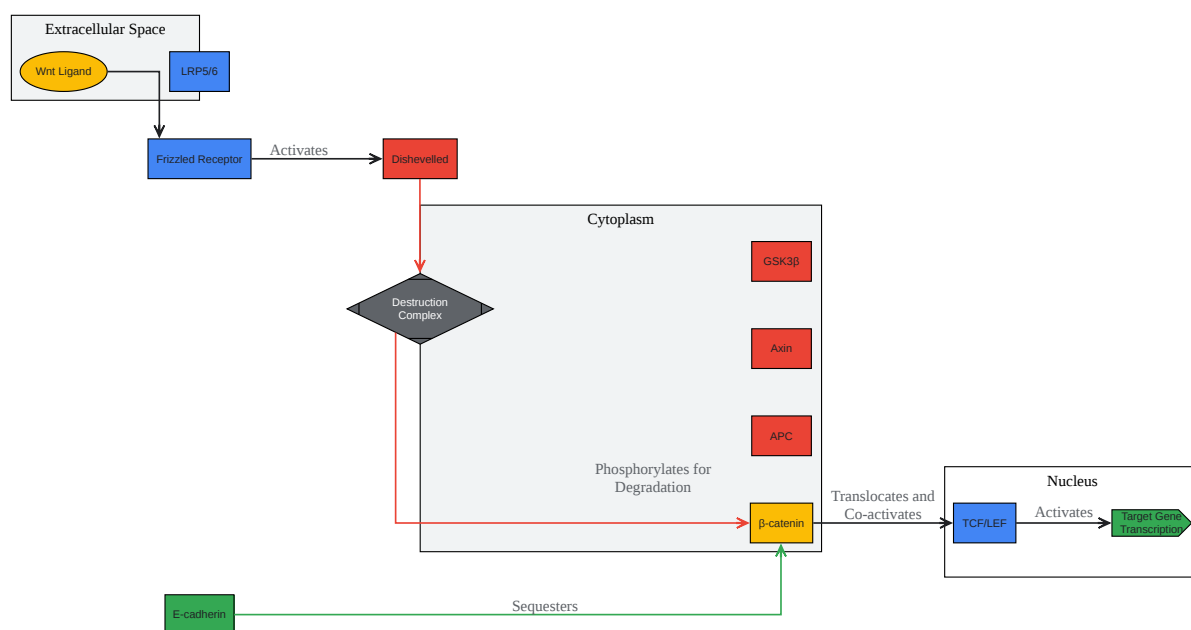 Extracellular Space
Wnt Ligand
LRP5/6
Frizzled Receptor
Activates
Dishevelled
Cytoplasm
GSK3β
Destruction
Complex
Axin
APC
Phosphorylates for
Degradation
β-catenin
Translocates and
Co-activates
Nucleus
TCF/LEF
Activates
Target Gene
Transcription
E-cadherin
Sequesters